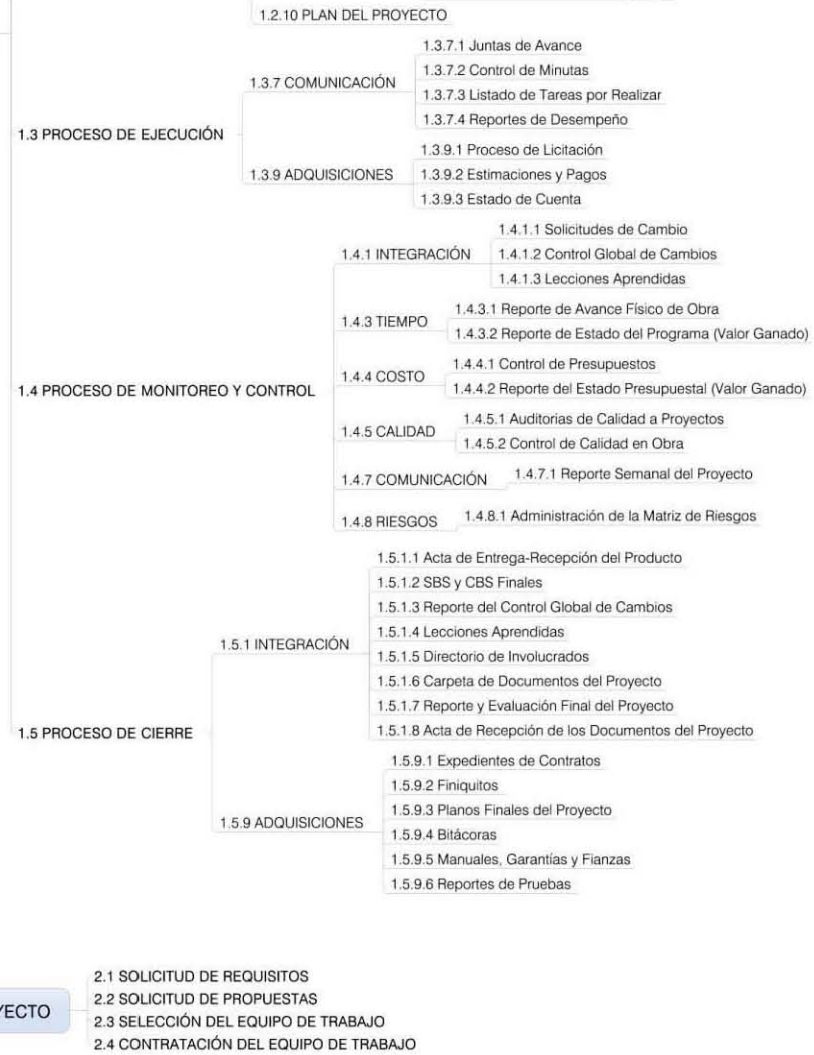 1.2.10 PLAN DEL PROYECTO
1.3 PROCESO DE EJECUCIÓN
1.3.7 COMUNICACIÓN
1.3.7.1 Juntas de Avance
1.3.7.2 Control de Minutas
1.3.7.3 Listado de Tareas por Realizar
1.3.7.4 Reportes de Desempeño
1.3.9 ADQUISICIONES
1.3.9.1 Proceso de Licitación
1.3.9.2 Estimaciones y Pagos
1.3.9.3 Estado de Cuenta
1.4 PROCESO DE MONITOREO Y CONTROL
1.4.1 INTEGRACIÓN
1.4.1.1 Solicitudes de Cambio
1.4.1.2 Control Global de Cambios
1.4.1.3 Lecciones Aprendidas
1.4.3 TIEMPO
1.4.3.1 Reporte de Avance Físico de Obra
1.4.3.2 Reporte de Estado del Programa (Valor Ganado)
1.4.4 COSTO
1.4.4.1 Control de Presupuestos
1.4.4.2 Reporte del Estado Presupuestal (Valor Ganado)
1.4.5 CALIDAD
1.4.5.1 Auditorias de Calidad a Proyectos
1.4.5.2 Control de Calidad en Obra
1.4.7 COMUNICACIÓN
1.4.7.1 Reporte Semanal del Proyecto
1.4.8 RIESGOS
1.4.8.1 Administración de la Matriz de Riesgos
1.5 PROCESO DE CIERRE
1.5.1 INTEGRACIÓN
1.5.1.1 Acta de Entrega-Recepción del Producto
1.5.1.2 SBS y CBS Finales
1.5.1.3 Reporte del Control Global de Cambios
1.5.1.4 Lecciones Aprendidas
1.5.1.5 Directorio de Involucrados
1.5.1.6 Carpeta de Documentos del Proyecto
1.5.1.7 Reporte y Evaluación Final del Proyecto
1.5.1.8 Acta de Recepción de los Documentos del Proyecto
1.5.9 ADQUISICIONES
1.5.9.1 Expedientes de Contratos
1.5.9.2 Finiquitos
1.5.9.3 Planos Finales del Proyecto
1.5.9.4 Bitácoras
1.5.9.5 Manuales, Garantías y Fianzas
1.5.9.6 Reportes de Pruebas
YECTO
2.1 SOLICITUD DE REQUISITOS
2.2 SOLICITUD DE PROPUESTAS
2.3 SELECCIÓN DEL EQUIPO DE TRABAJO
2.4 CONTRATACIÓN DEL EQUIPO DE TRABAJO